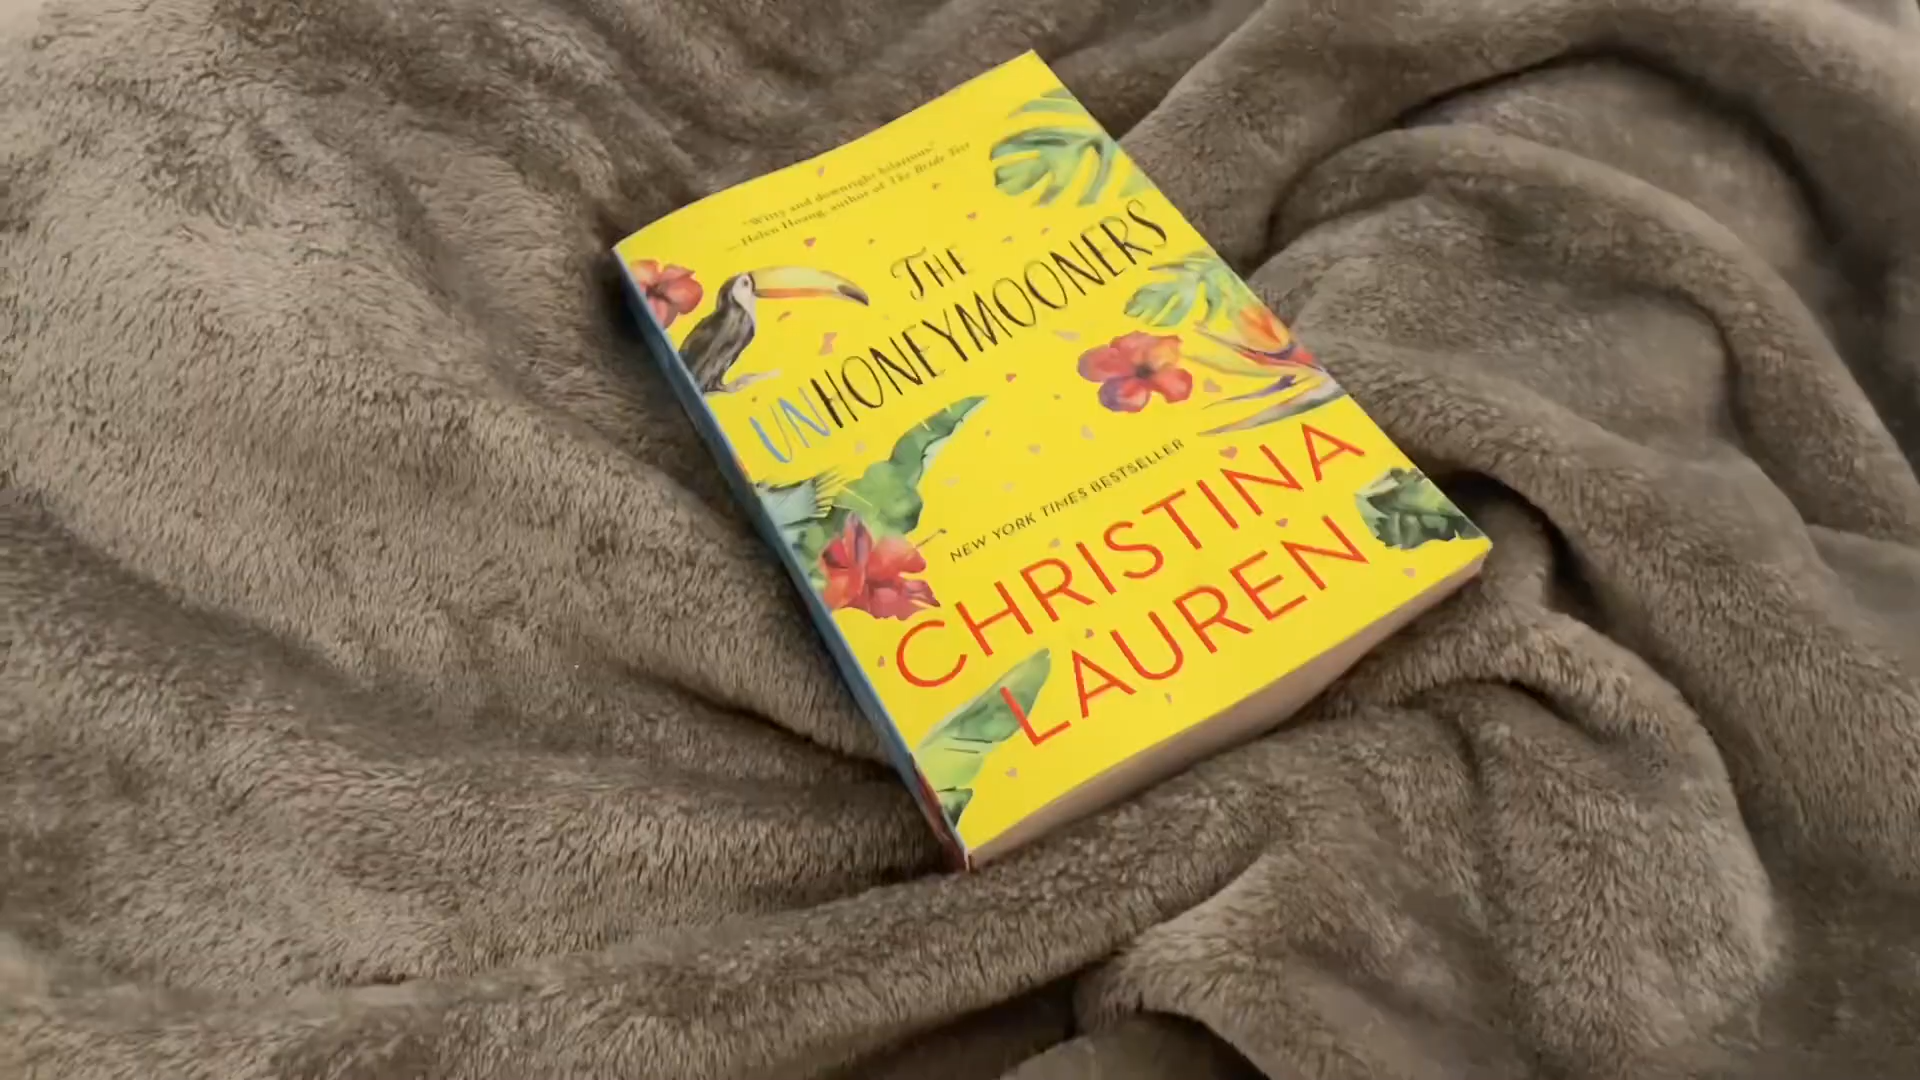 "Witty and downright hilarious."
— Helen Hoang, author of The Bride Test
THE
UNHONEYMOONERS
NEW YORK TIMES BESTSELLER
CHRISTINA
LAUREN